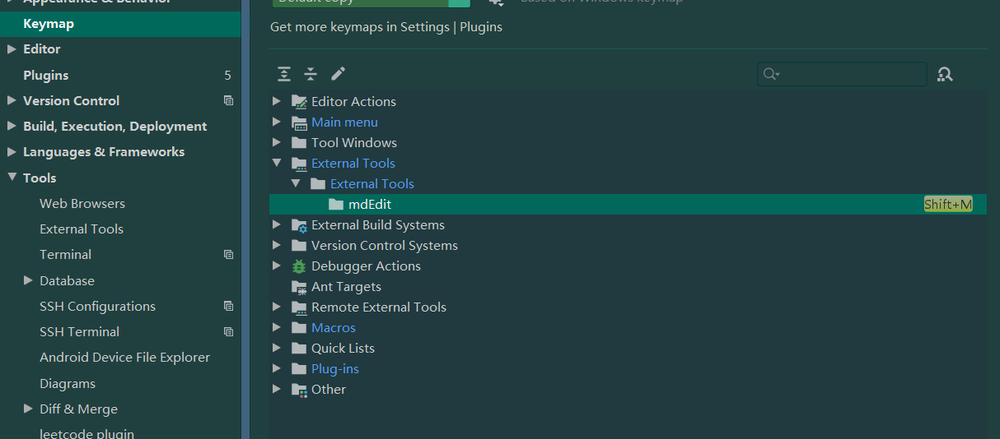 Appearance & Behavior
Keymap
Editor
Plugins 5
Version Control
Build, Execution, Deployment
Languages & Frameworks
Tools
Web Browsers
External Tools
Terminal
Database
SSH Configurations
SSH Terminal
Android Device File Explorer
Diagrams
Diff & Merge
leetcode plugin
Default copy
Based on Windows keymap
Get more keymaps in Settings | Plugins
Editor Actions
Main menu
Tool Windows
External Tools
External Tools
mdEdit Shift+M
External Build Systems
Version Control Systems
Debugger Actions
Ant Targets
Remote External Tools
Macros
Quick Lists
Plug-ins
Other